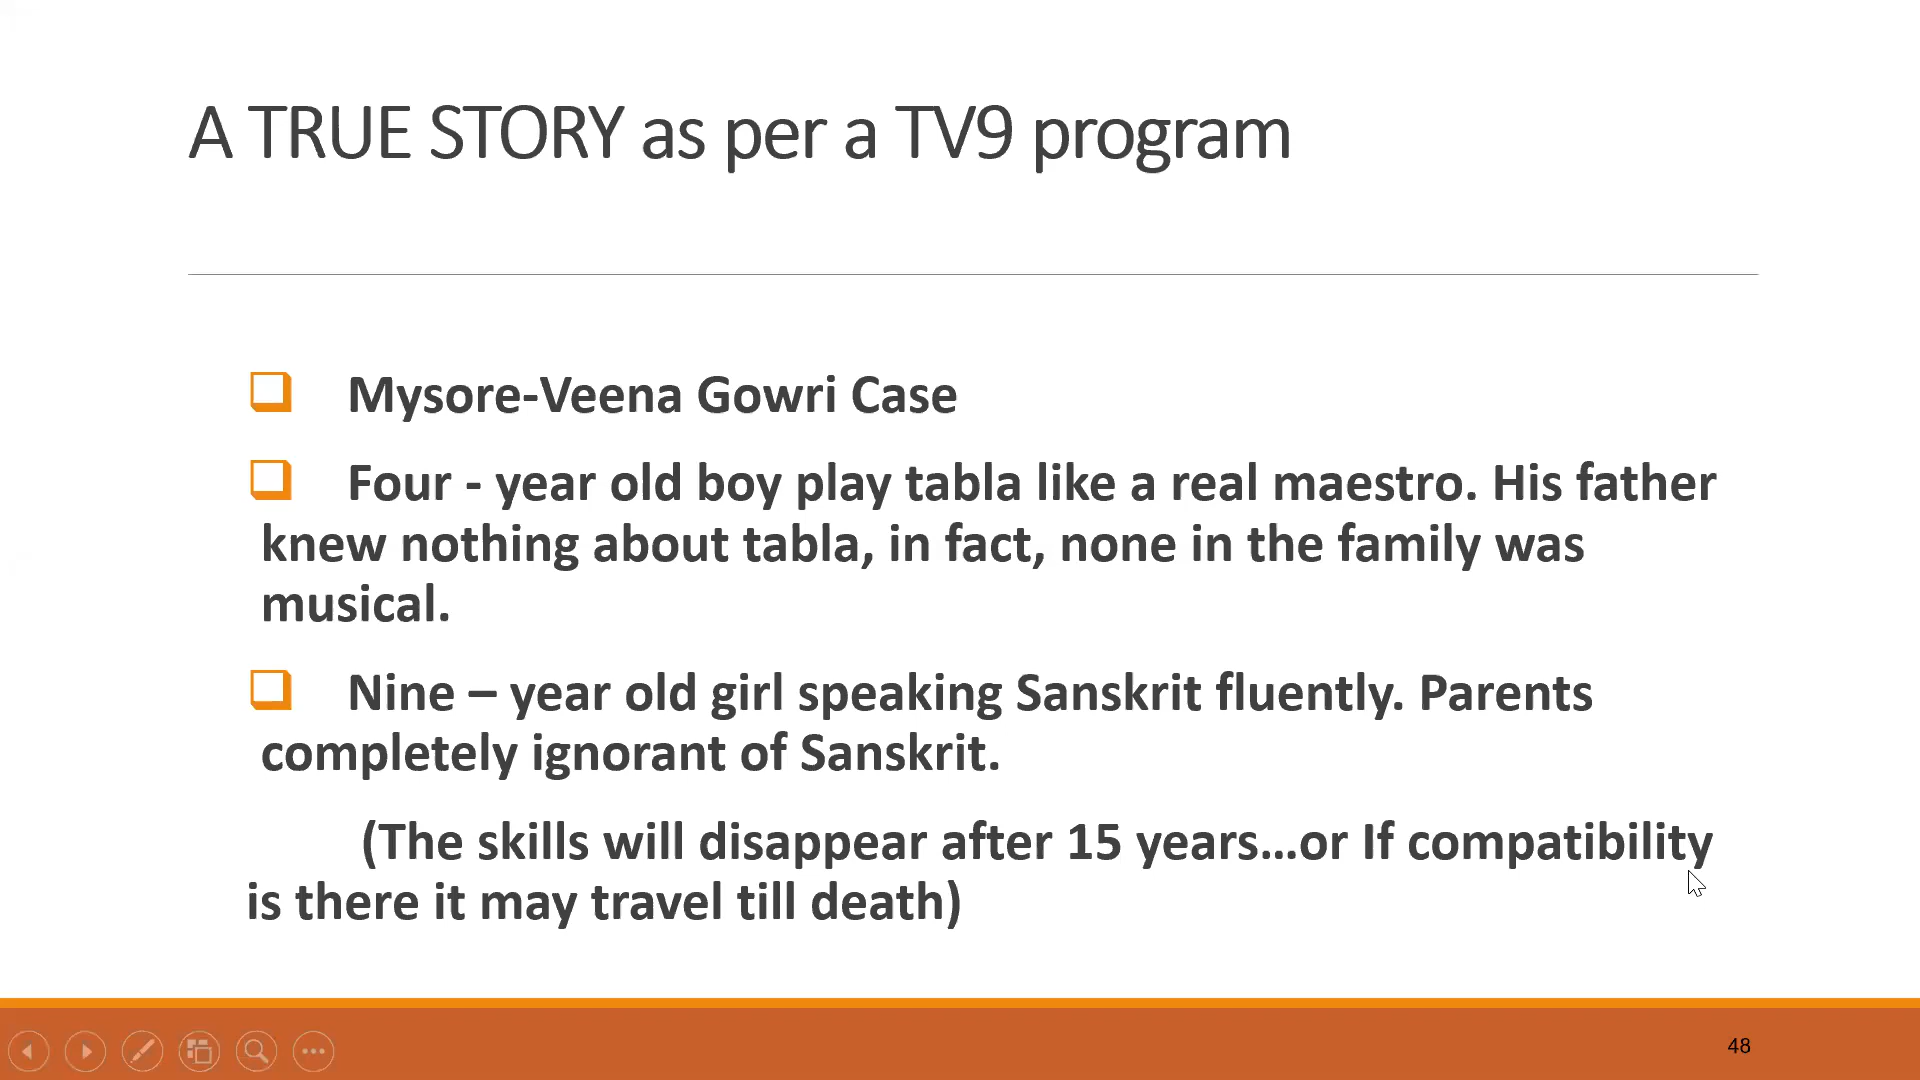 A TRUE STORY as per a TV9 program
Mysore-Veena Gowri Case
Four - year old boy play tabla like a real maestro. His father
knew nothing about tabla, in fact, none in the family was
musical.
Nine – year old girl speaking Sanskrit fluently. Parents
completely ignorant of Sanskrit.
(The skills will disappear after 15 years...or If compatibility
is there it may travel till death)
48